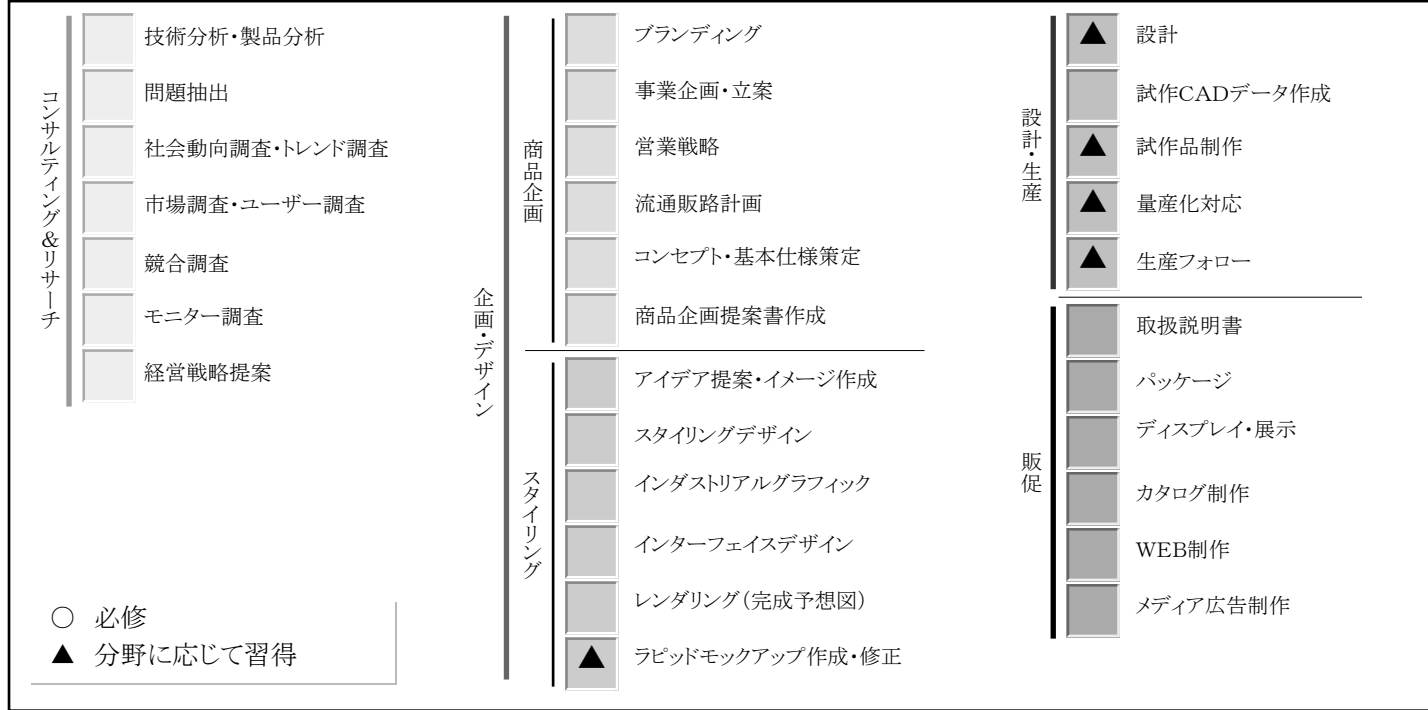 コンサルティング&リサーチ
技術分析・製品分析
問題抽出
社会動向調査・トレンド調査
市場調査・ユーザー調査
競合調査
モニター調査
経営戦略提案
企画・デザイン
商品企画
ブランディング
事業企画・立案
営業戦略
流通販路計画
コンセプト・基本仕様策定
商品企画提案書作成
スタイリング
アイデア提案・イメージ作成
スタイリングデザイン
インダストリアルグラフィック
インターフェイスデザイン
レンダリング(完成予想図)
▲ ラピッドモックアップ作成・修正
設計・生産
▲ 設計
試作CADデータ作成
▲ 試作品制作
▲ 量産化対応
▲ 生産フォロー
販促
取扱説明書
パッケージ
ディスプレイ・展示
カタログ制作
WEB制作
メディア広告制作
○ 必修
▲ 分野に応じて習得